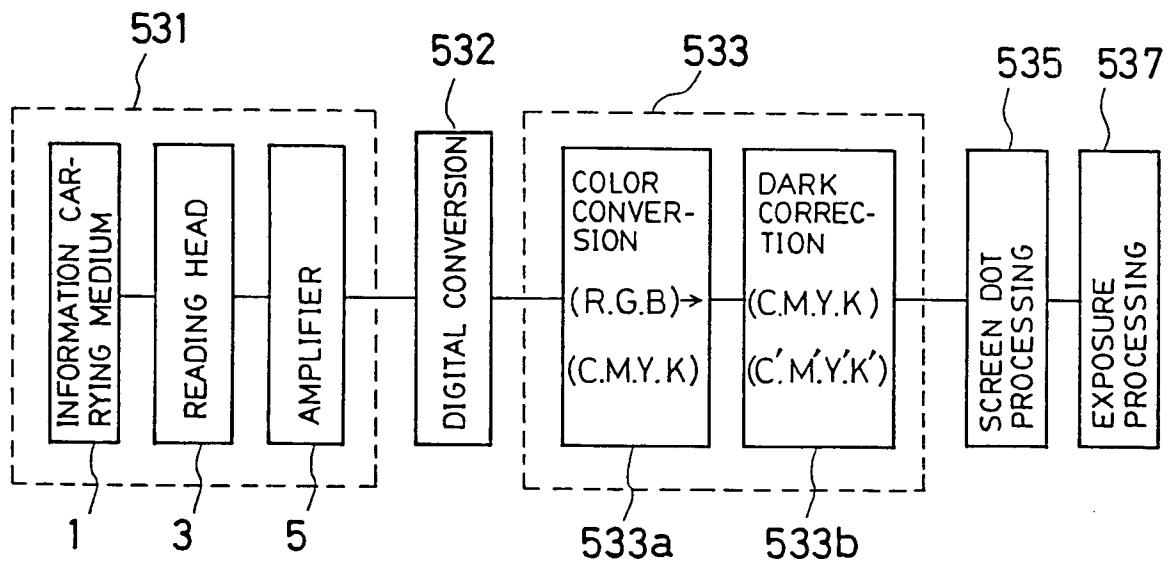 531
532
533
535
537
INFORMATION CAR-
RYING MEDIUM
READING HEAD
AMPLIFIER
DIGITAL CONVERSION
COLOR
CONVER-
SION
(R.G.B)→
(C.M.Y.K)
DARK
CORREC-
TION
(C.M.Y.K)
(C'.M'.Y'.K')
SCREEN DOT
PROCESSING
EXPOSURE
PROCESSING
1
3
5
533a
533b